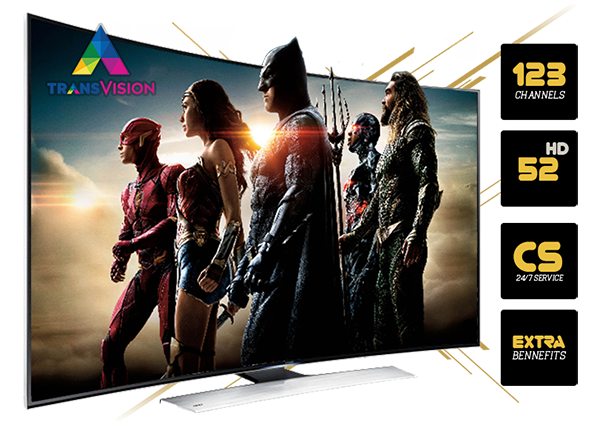 TRANSVISION
123
CHANNELS
HD
52
CS
24/7 SERVICE
EXTRA
BENNEFITS